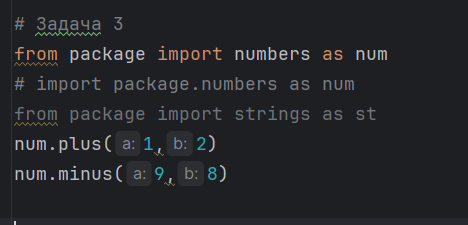 # Задача 3
from package import numbers as num
# import package.numbers as num
from package import strings as st
num.plus(a: 1, b: 2)
num.minus(a: 9, b: 8)